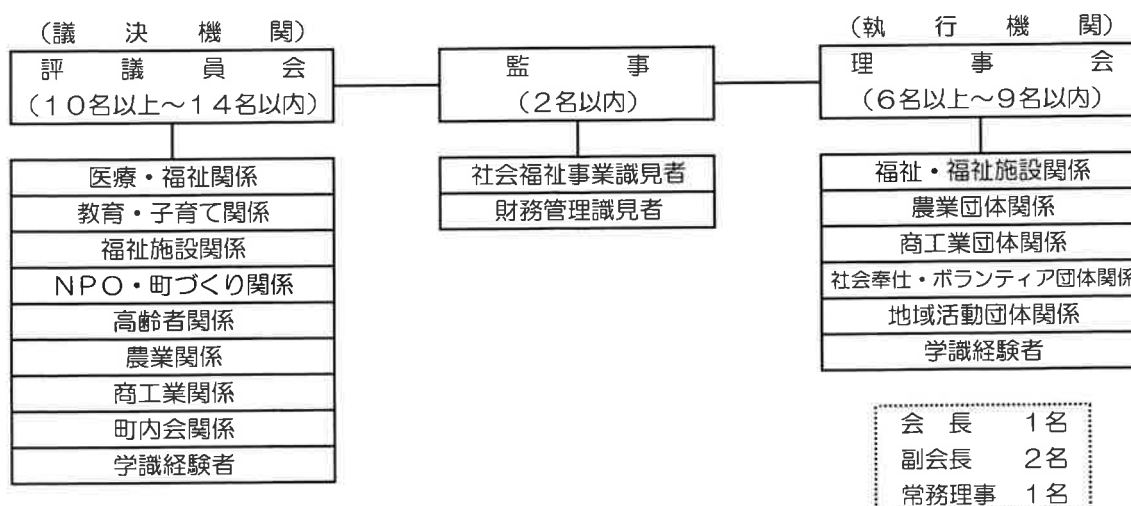 (議決機関)
評議員会
(10名以上～14名以内)
医療・福祉関係
教育・子育て関係
福祉施設関係
NPO・町づくり関係
高齢者関係
農業関係
商工業関係
町内会関係
学識経験者
監事
(2名以内)
社会福祉事業識見者
財務管理識見者
(執行機関)
理事会
(6名以上～9名以内)
福祉・福祉施設関係
農業団体関係
商工業団体関係
社会奉仕・ボランティア団体関係
地域活動団体関係
学識経験者
会長 1名
副会長 2名
常務理事 1名